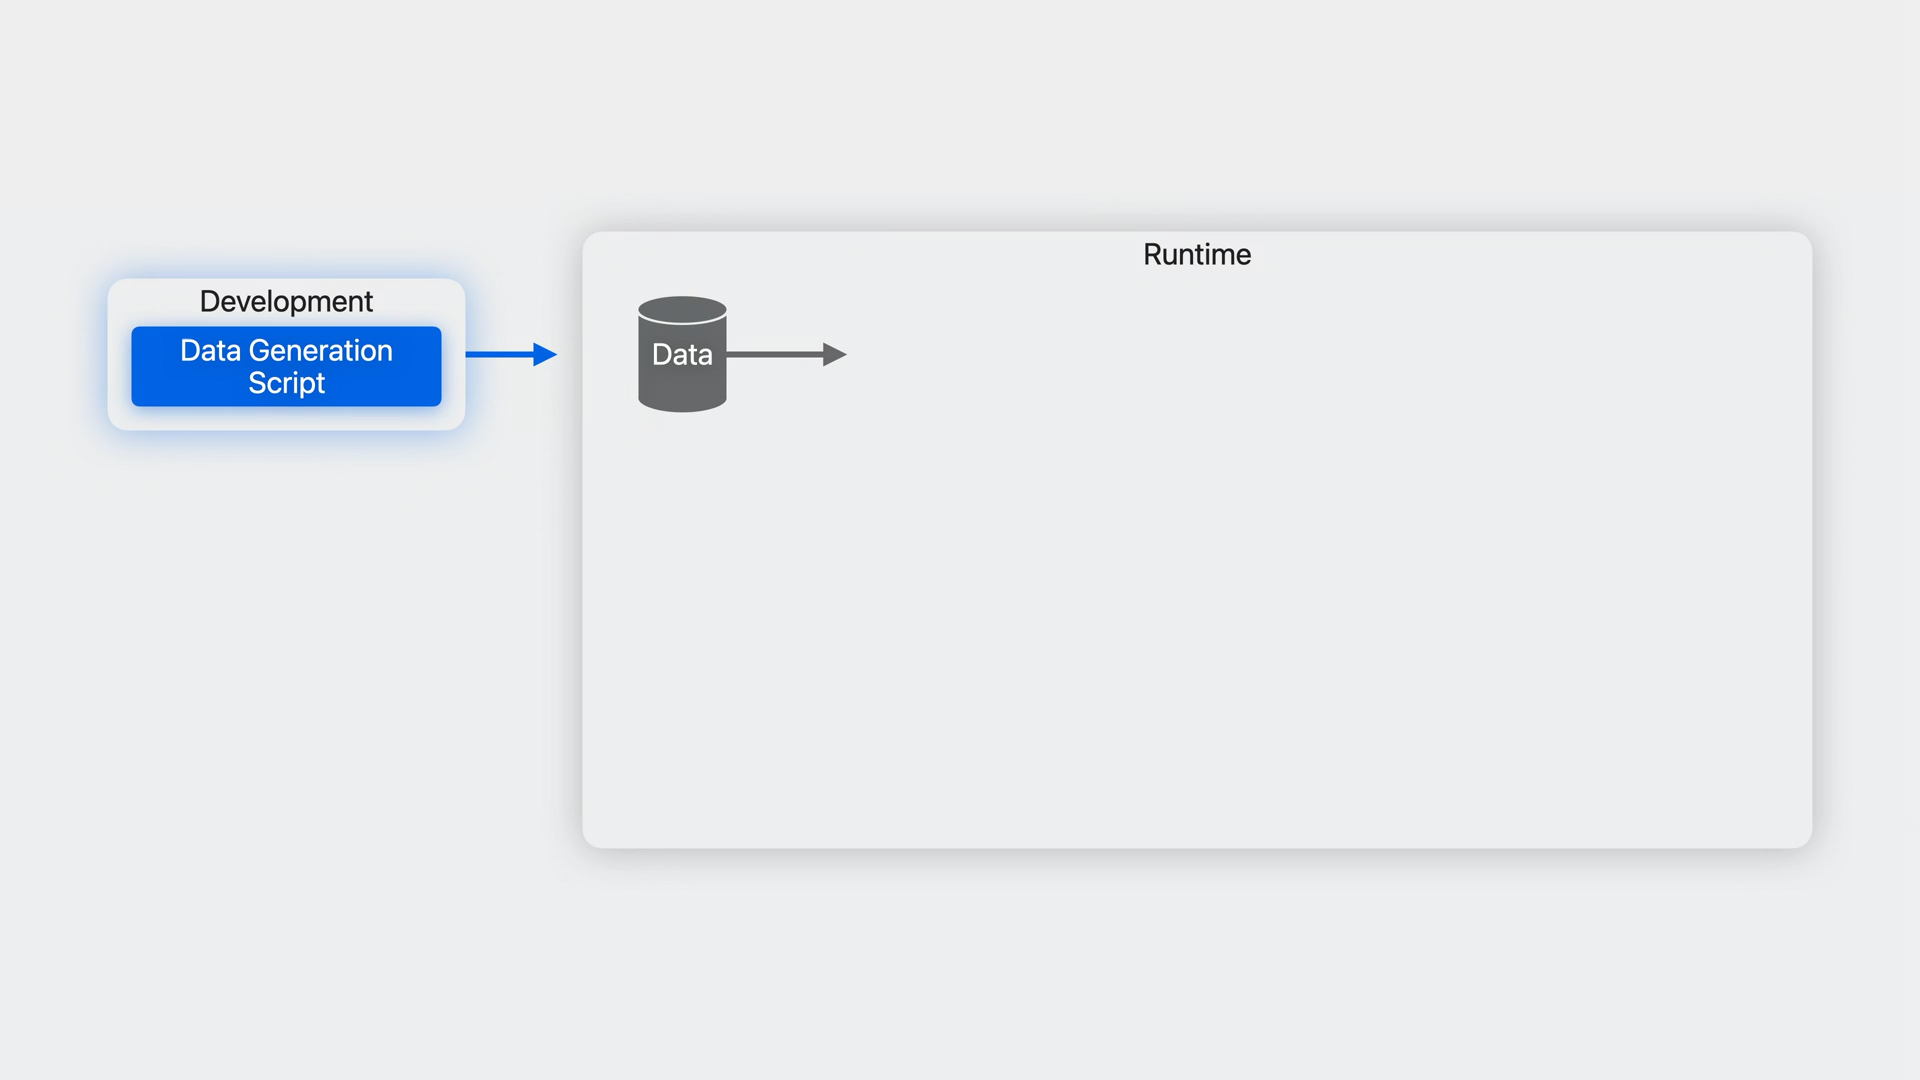 Runtime
Development
Data Generation
Script
Data